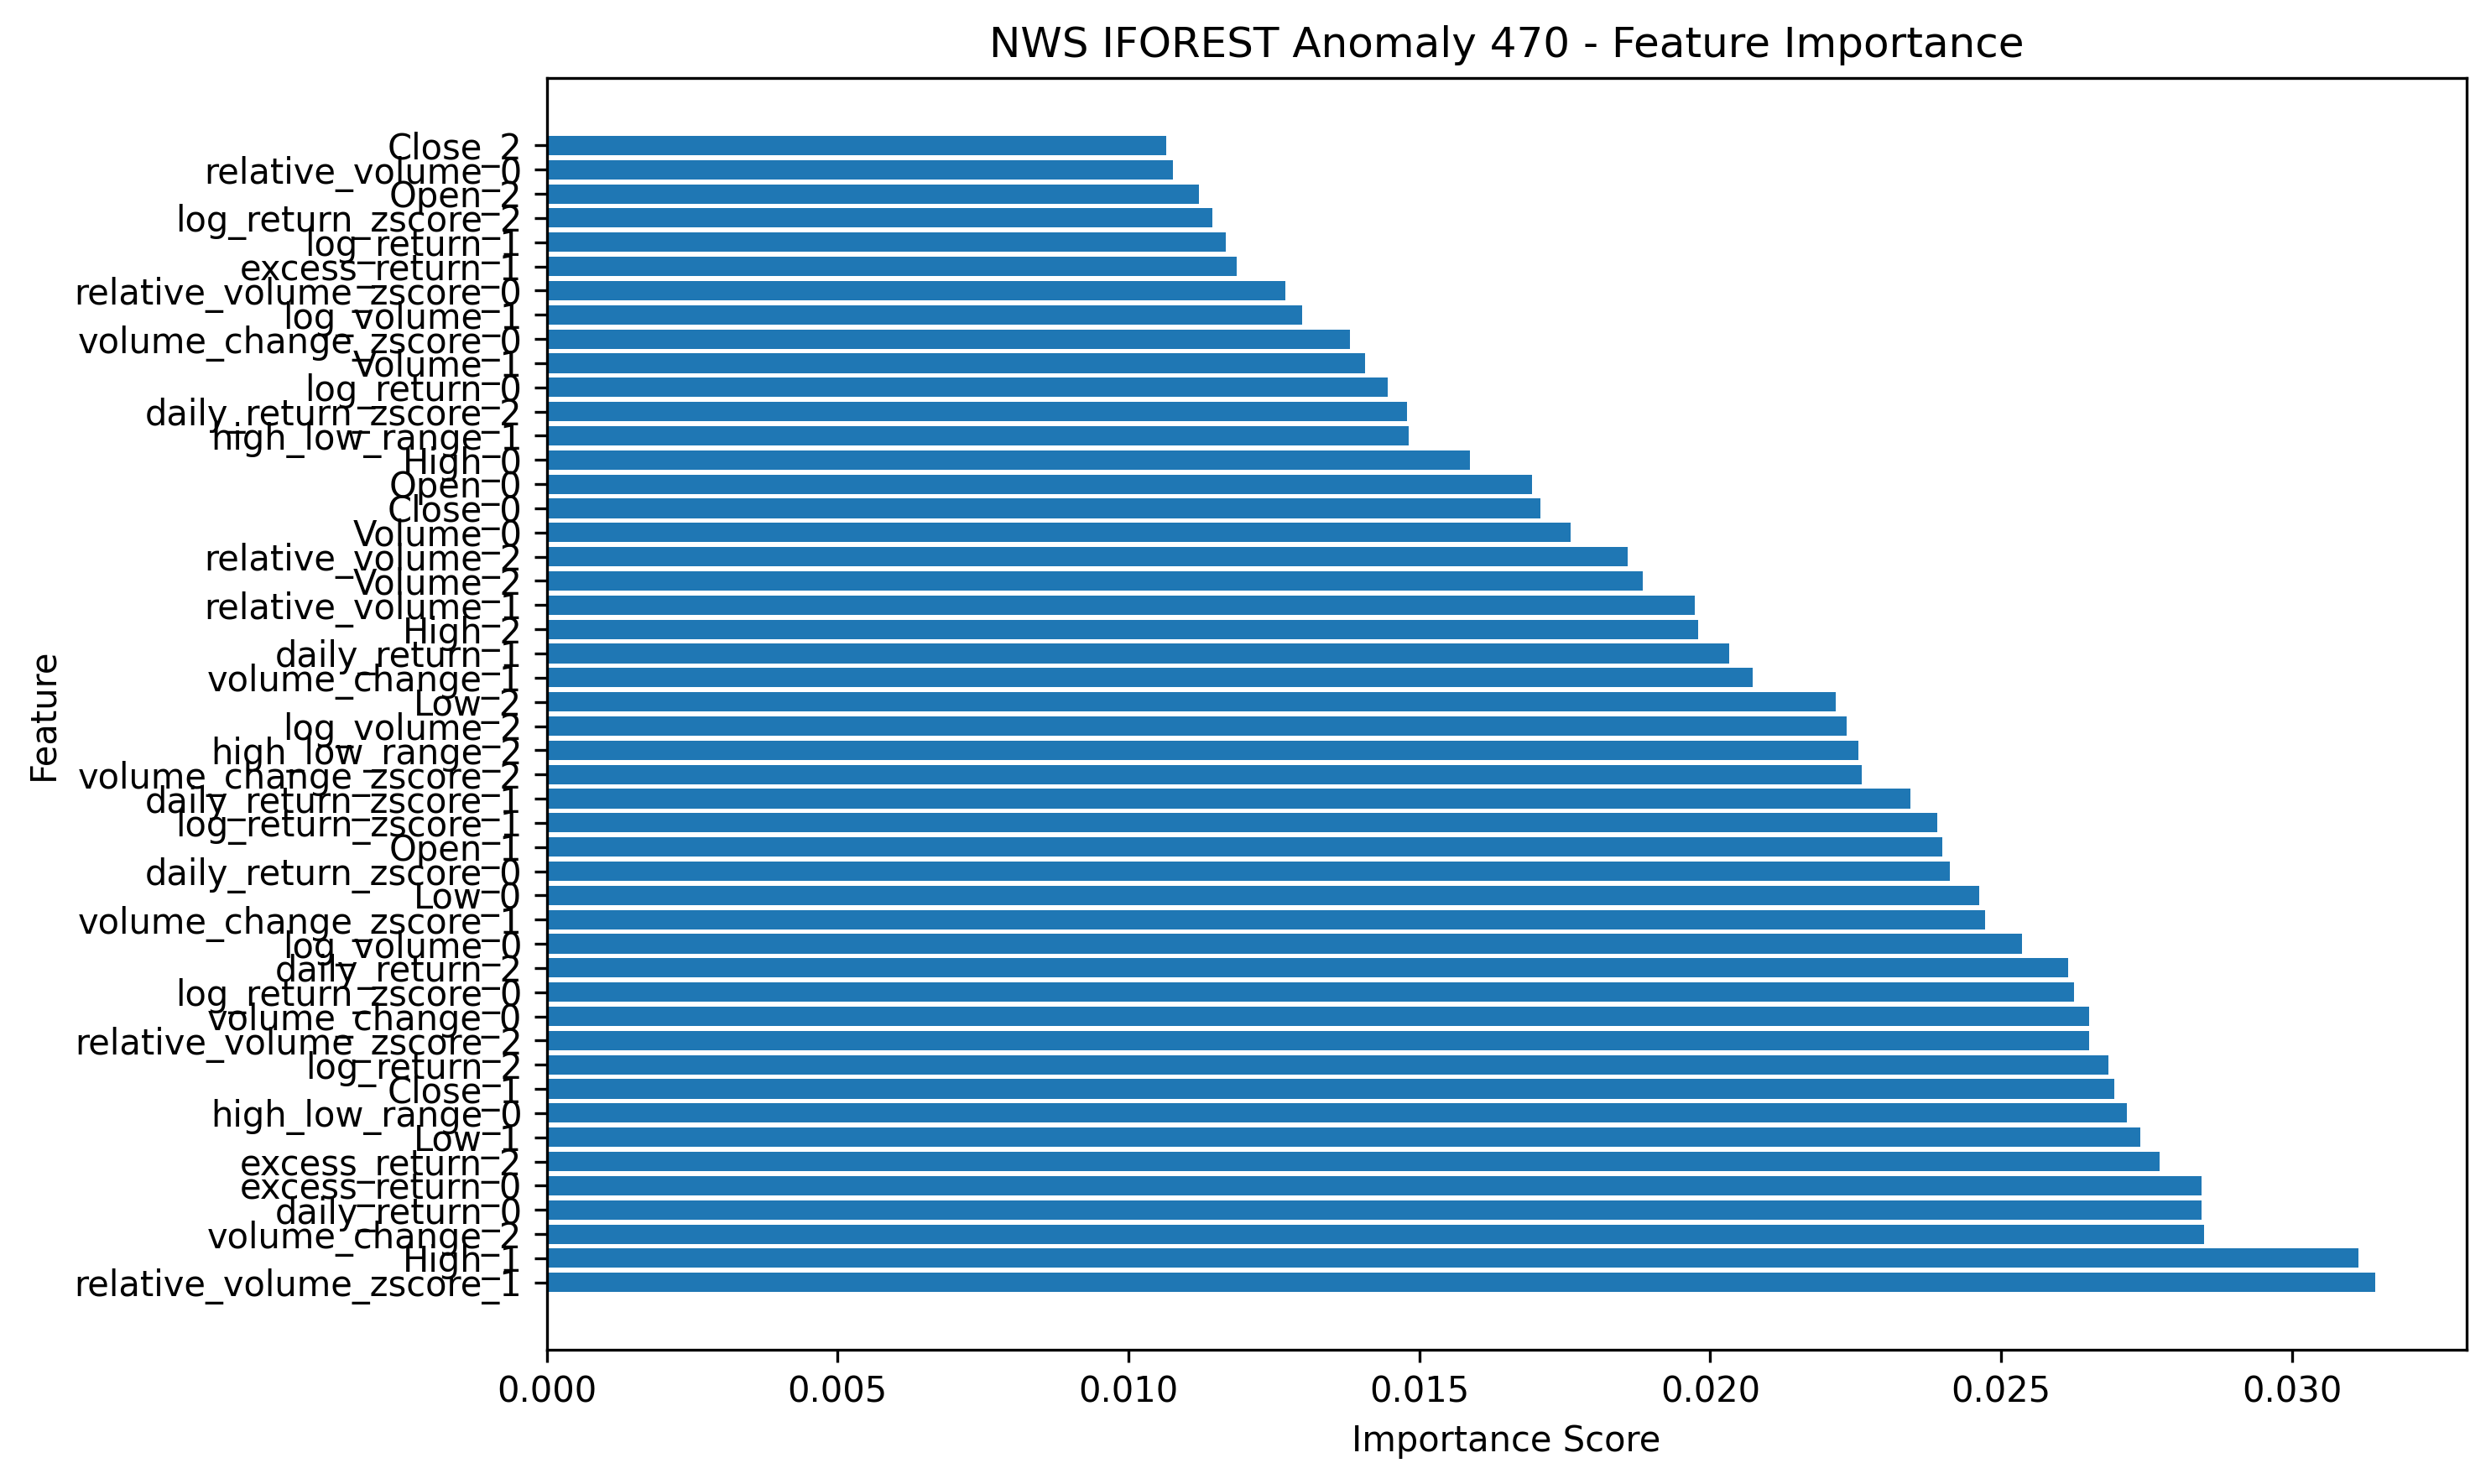 NWS IFOREST Anomaly 470 - Feature Importance
Close_2
relative_volume_0
Open_2
log_return_zscore_2
log_return_1
excess_return_1
relative_volume_zscore_0
log_volume_1
volume_change_zscore_0
Volume_1
log_return_0
daily_return_zscore_2
high_low_range_1
High_0
Open_0
Close_0
Volume_0
relative_volume_2
Volume_2
relative_volume_1
High_2
daily_return_1
volume_change_1
Low_2
log_volume_2
high_low_range_2
volume_change_zscore_2
daily_return_zscore_1
log_return_zscore_1
Open_1
daily_return_zscore_0
Low_0
volume_change_zscore_1
log_volume_0
daily_return_2
log_return_zscore_0
volume_change_0
relative_volume_zscore_2
log_return_2
Close_1
high_low_range_0
Low_1
excess_return_2
excess_return_0
daily_return_0
volume_change_2
High_1
relative_volume_zscore_1
Feature
0.000 0.005 0.010 0.015 0.020 0.025 0.030
Importance Score